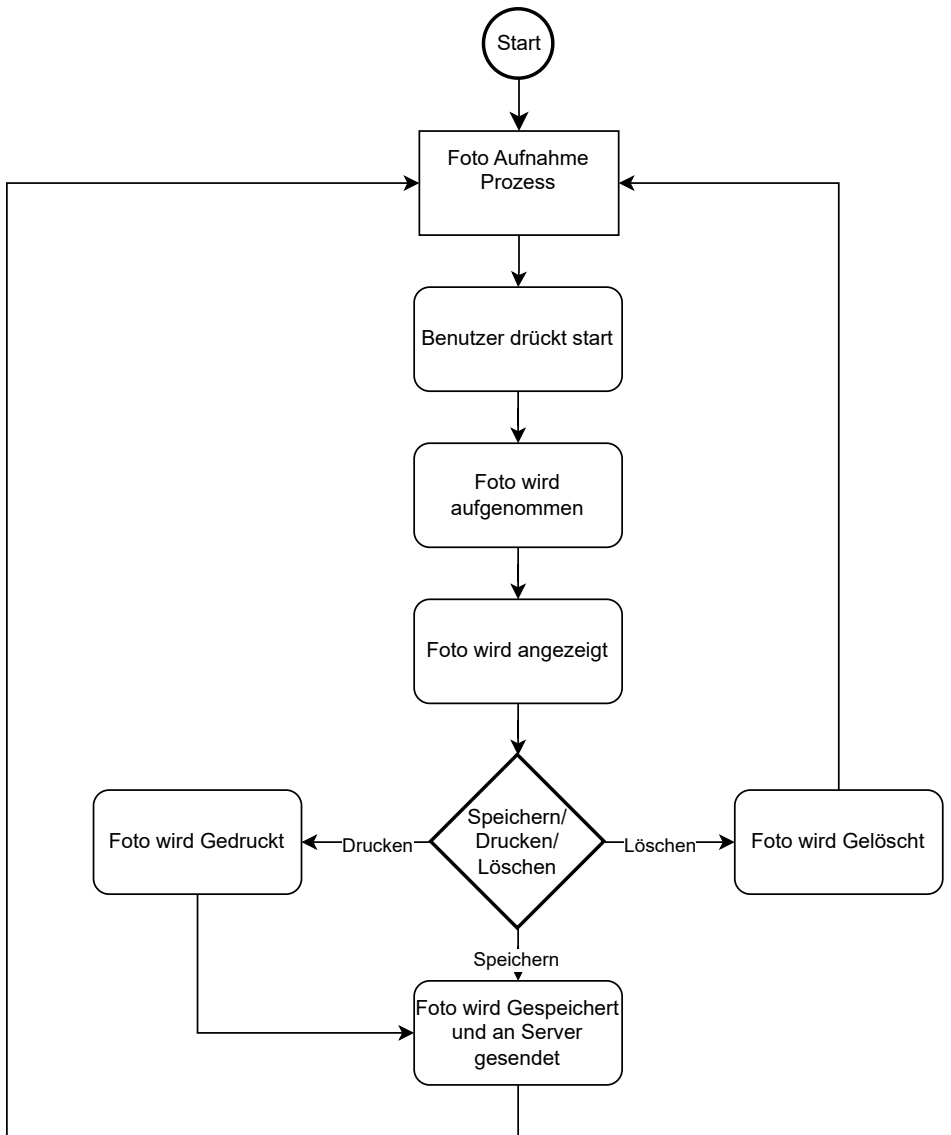 Start
Foto Aufnahme
Prozess
Benutzer drückt start
Foto wird
aufgenommen
Foto wird angezeigt
Speichern/
Drucken/
Löschen
Foto wird Gedruckt
Drucken
Löschen
Foto wird Gelöscht
Speichern
Foto wird Gespeichert
und an Server
gesendet